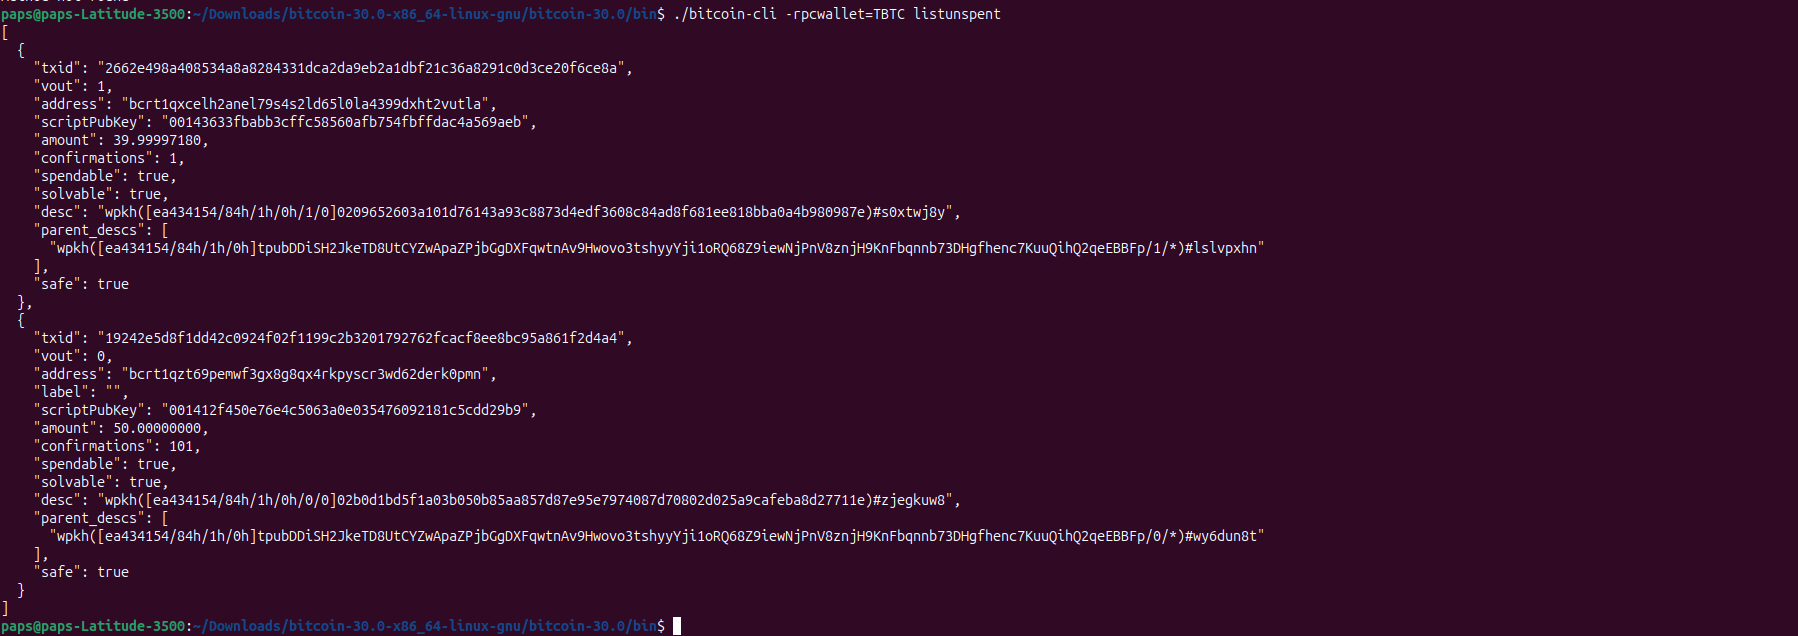 paps@paps-Latitude-3500:~/Downloads/bitcoin-30.0-x86_64-linux-gnu/bitcoin-30.0/bin$ ./bitcoin-cli -rpcwallet=TBTC listunspent
[
  {
    "txid": "2662e498a408534a8a8284331dca2da9eb2a1dbf21c36a8291c0d3ce20f6ce8a",
    "vout": 1,
    "address": "bcrt1qxcelh2anel79s4s2ld65l0la4399dxht2vutla",
    "scriptPubKey": "00143633fbabb3cffc58560afb754fbffdac4a569aeb",
    "amount": 39.99997180,
    "confirmations": 1,
    "spendable": true,
    "solvable": true,
    "desc": "wpkh([ea434154/84h/1h/0h/1/0]0209652603a101d76143a93c8873d4edf3608c84ad8f681ee818bba0a4b980987e)#s0xtwj8y",
    "parent_descs": [
      "wpkh([ea434154/84h/1h/0h]tpubDDiSH2JkeTD8UtCYZwApaZPjbGgDXFqwtnAv9Hwovo3tshyyYji1oRQ68Z9iewNjPnV8znjH9KnFbqnnb73DHgfhenc7KuuQihQ2qeEBBFp/1/*)#lslvpxhn"
    ],
    "safe": true
  },
  {
    "txid": "19242e5d8f1dd42c0924f02f1199c2b3201792762fcacf8ee8bc95a861f2d4a4",
    "vout": 0,
    "address": "bcrt1qzt69pemwf3gx8g8qx4rkpyscr3wd62derk0pmn",
    "label": "",
    "scriptPubKey": "001412f450e76e4c5063a0e035476092181c5cdd29b9",
    "amount": 50.00000000,
    "confirmations": 101,
    "spendable": true,
    "solvable": true,
    "desc": "wpkh([ea434154/84h/1h/0h/0/0]02b0d1bd5f1a03b050b85aa857d87e95e7974087d70802d025a9cafeba8d27711e)#zjegkuw8",
    "parent_descs": [
      "wpkh([ea434154/84h/1h/0h]tpubDDiSH2JkeTD8UtCYZwApaZPjbGgDXFqwtnAv9Hwovo3tshyyYji1oRQ68Z9iewNjPnV8znjH9KnFbqnnb73DHgfhenc7KuuQihQ2qeEBBFp/0/*)#wy6dun8t"
    ],
    "safe": true
  }
]
paps@paps-Latitude-3500:~/Downloads/bitcoin-30.0-x86_64-linux-gnu/bitcoin-30.0/bin$